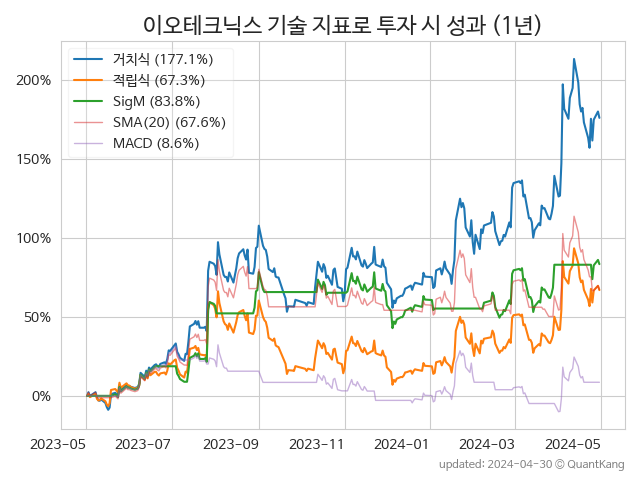 이오테크닉스 기술 지표로 투자 시 성과 (1년)
거치식 (177.1%)
적립식 (67.3%)
SigM (83.8%)
SMA(20) (67.6%)
MACD (8.6%)
200%
150%
100%
50%
0%
2023-05 2023-07 2023-09 2023-11 2024-01 2024-03 2024-05
updated: 2024-04-30 © QuantKang